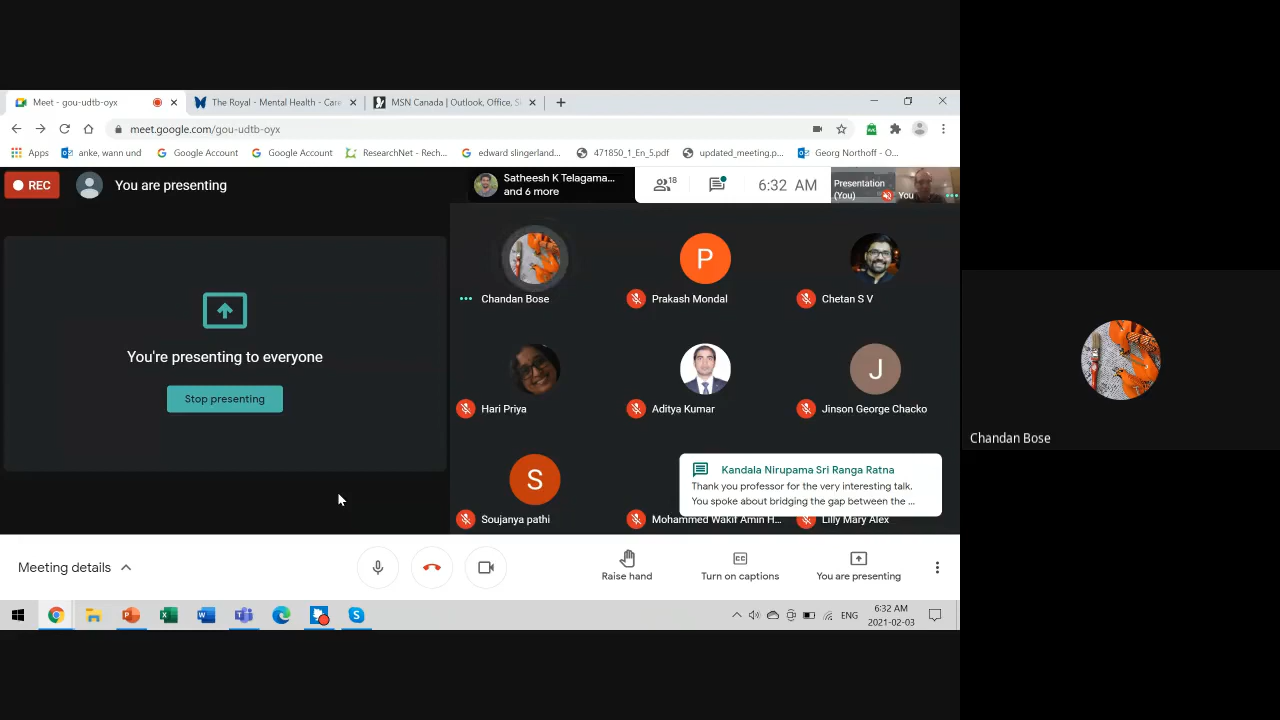 Meet - gou-udtb-oyx
The Royal - Mental Health - Care
MSN Canada | Outlook, Office, S
meet.google.com/gou-udtb-oyx
Apps
anke, wann und
Google Account
Google Account
ResearchNet - Rech...
edward slingerland...
471850_1_En_5.pdf
updated_meeting.p...
Georg Northoff - O...
REC
You are presenting
Satheesh K Telagama...
and 6 more
18
6:32 AM
Presentation
(You)
You
Chandan Bose
P
Prakash Mondal
Chetan S V
You're presenting to everyone
Stop presenting
Hari Priya
Aditya Kumar
J
Jinson George Chacko
S
Soujanya pathi
Kandala Nirupama Sri Ranga Ratna
Thank you professor for the very interesting talk.
You spoke about bridging the gap between the ...
Mohammed Wakif Amin H...
Lilly Mary Alex
Chandan Bose
Meeting details
Raise hand
CC
Turn on captions
You are presenting
ENG
6:32 AM
2021-02-03